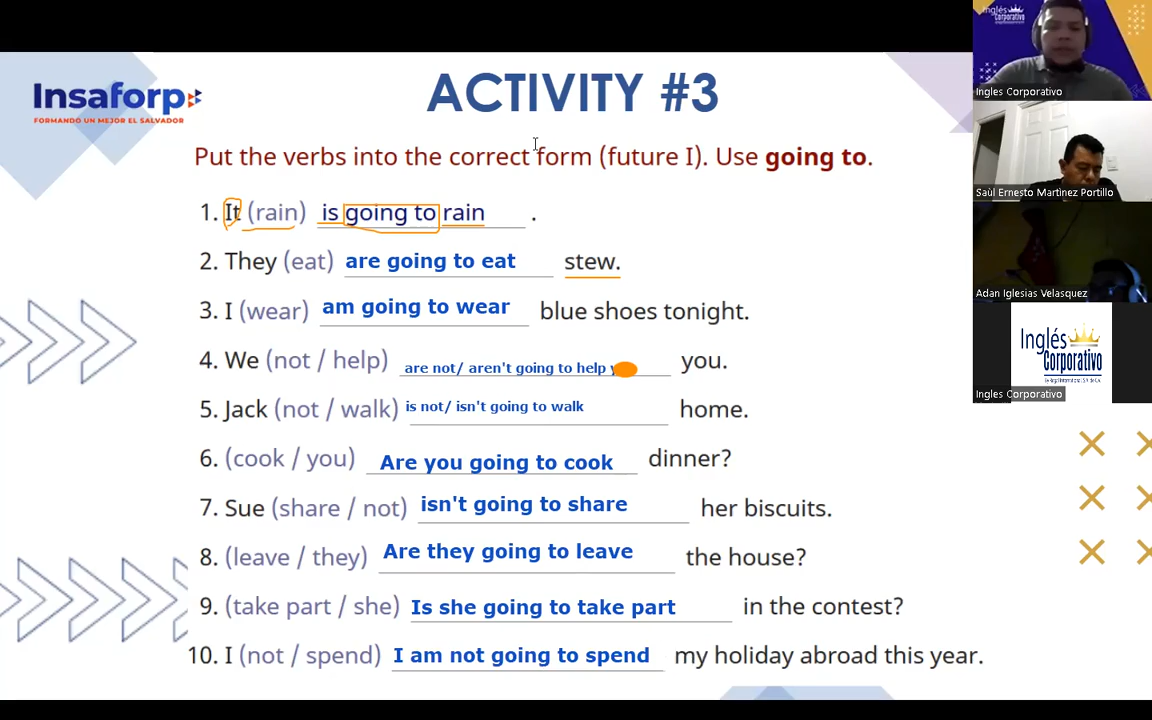 Insaforp
FORMANDO UN MEJOR EL SALVADOR
ACTIVITY #3
Put the verbs into the correct form (future I). Use going to.
1. It (rain) is going to rain .
2. They (eat) are going to eat stew.
3. I (wear) am going to wear blue shoes tonight.
4. We (not / help) are not/ aren't going to help you.
5. Jack (not / walk) is not/ isn't going to walk home.
6. (cook / you) Are you going to cook dinner?
7. Sue (share / not) isn't going to share her biscuits.
8. (leave / they) Are they going to leave the house?
9. (take part / she) Is she going to take part in the contest?
10. I (not / spend) I am not going to spend my holiday abroad this year.
Inglés
Corporativo
Ingles Corporativo
Saùl Ernesto Martìnez Portillo
Adan Iglesias Velasquez
Inglés
Corporativo
Ingles Corporativo